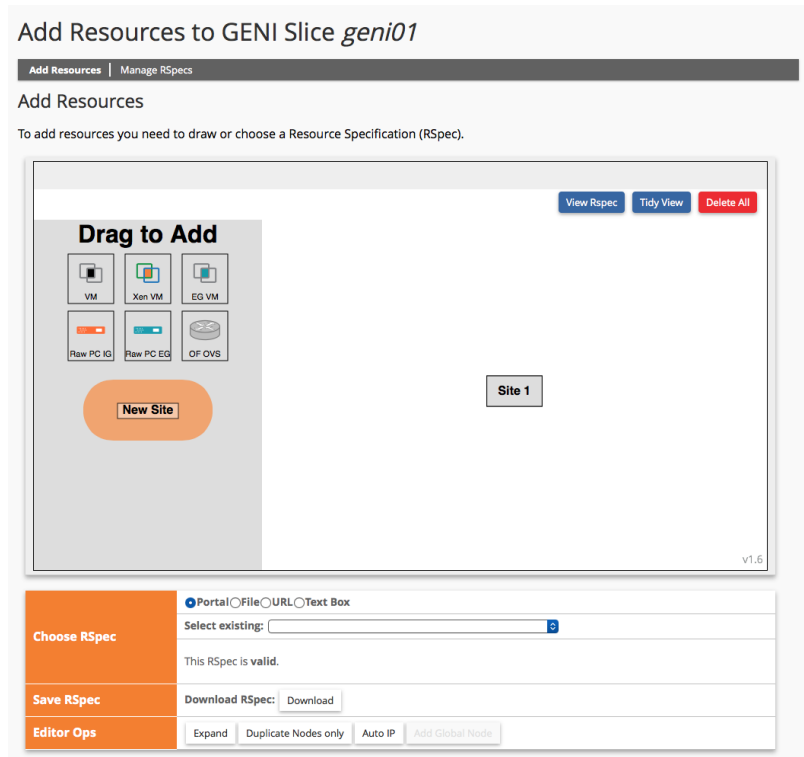 Add Resources to GENI Slice geni01
Add Resources | Manage RSpecs
Add Resources
To add resources you need to draw or choose a Resource Specification (RSpec).
View Rspec Tidy View Delete All
Drag to Add
VM Xen VM EG VM
Raw PC IG Raw PC EG OF OVS
New Site
Site 1
v1.6
Choose RSpec
Portal File URL Text Box
Select existing:
This RSpec is valid.
Save RSpec Download RSpec: Download
Editor Ops Expand Duplicate Nodes only Auto IP Add Global Node